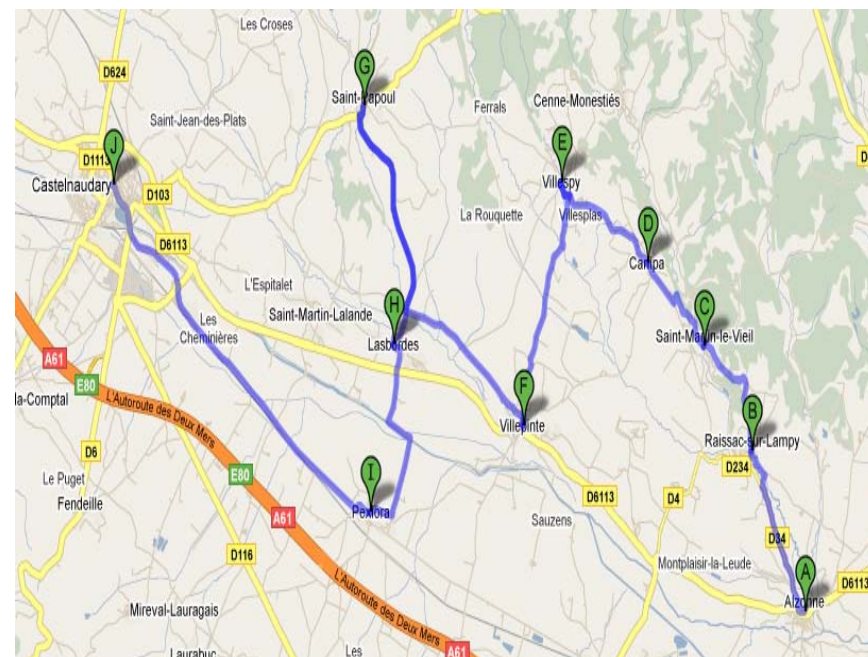 Les Croses
G
D624
Saint-Papoul
Ferrals
Cenne-Monestiés
Saint-Jean-des-Plats
J
D1113
E
Castelnaudary
D103
Villespy
La Rouquette
Villesplas
D6113
D
Campa
L'Espitalet
H
C
Saint-Martin-Lalande
Les
Cheminières
Lasbordes
Saint-Martin-le-Vieil
A61
E80
la-Comptal
L'Autoroute des Deux Mers
F
B
Villepinte
Raissac-sur-Lampy
D6
I
D234
Le Puget
E80
D6113
D4
Fendeille
Pexiora
A61
Sauzens
D34
D116
Montplaisir-la-Leude
A
D6113
Alzonne
L'Autoroute des Deux Mers
Mireval-Lauragais
Laurabuc
Les
A61